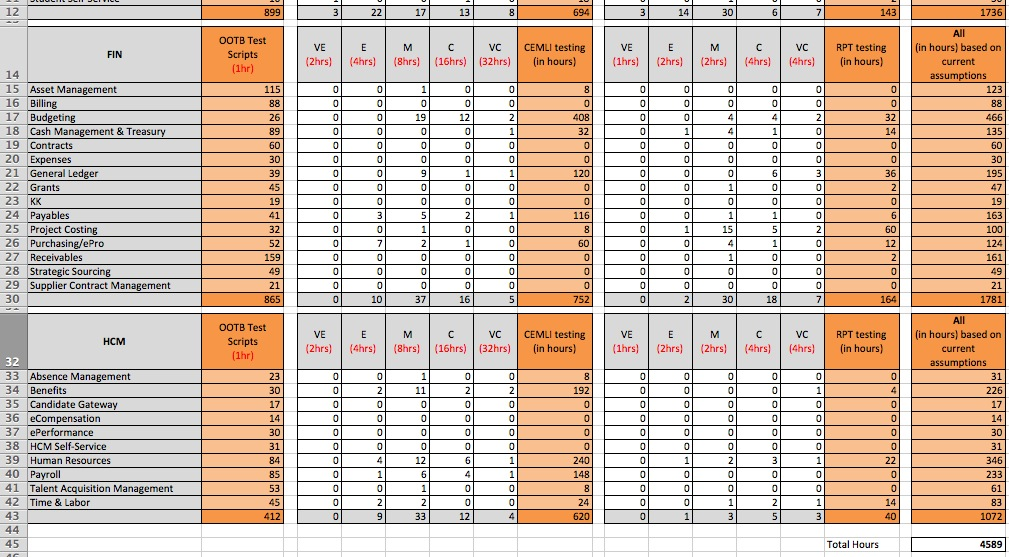 12 899 3 22 17 13 8 694 3 14 30 6 7 143 1736
14 FIN OOTB Test Scripts (1hr) VE (2hrs) E (4hrs) M (8hrs) C (16hrs) VC (32hrs) CEMLI testing (in hours) VE (1hrs) E (2hrs) M (2hr) C (4hrs) VC (4hrs) RPT testing (in hours) All (in hours) based on current assumptions
15 Asset Management 115 0 0 1 0 0 8 0 0 0 0 0 0 123
16 Billing 88 0 0 0 0 0 0 0 0 0 0 0 0 88
17 Budgeting 26 0 0 19 12 2 408 0 0 4 4 2 32 466
18 Cash Management & Treasury 89 0 0 0 0 1 32 0 1 4 1 0 14 135
19 Contracts 60 0 0 0 0 0 0 0 0 0 0 0 0 60
20 Expenses 30 0 0 0 0 0 0 0 0 0 0 0 0 30
21 General Ledger 39 0 0 9 1 1 120 0 0 0 6 3 36 195
22 Grants 45 0 0 0 0 0 0 0 0 1 0 0 2 47
23 KK 19 0 0 0 0 0 0 0 0 0 0 0 0 19
24 Payables 41 0 3 5 2 1 116 0 0 1 1 0 6 163
25 Project Costing 32 0 0 1 0 0 8 0 1 15 5 2 60 100
26 Purchasing/ePro 52 0 7 2 1 0 60 0 0 4 1 0 12 124
27 Receivables 159 0 0 0 0 0 0 0 0 1 0 0 2 161
28 Strategic Sourcing 49 0 0 0 0 0 0 0 0 0 0 0 0 49
29 Supplier Contract Management 21 0 0 0 0 0 0 0 0 0 0 0 0 21
30 865 0 10 37 16 5 752 0 2 30 18 7 164 1781
32 HCM OOTB Test Scripts (1hr) VE (2hrs) E (4hrs) M (8hrs) C (16hrs) VC (32hrs) CEMLI testing (in hours) VE (1hrs) E (2hrs) M (2hrs) C (4hrs) VC (4hrs) RPT testing (in hours) All (in hours) based on current assumptions
33 Absence Management 23 0 0 1 0 0 8 0 0 0 0 0 0 31
34 Benefits 30 0 2 11 2 2 192 0 0 0 0 1 4 226
35 Candidate Gateway 17 0 0 0 0 0 0 0 0 0 0 0 0 17
36 eCompensation 14 0 0 0 0 0 0 0 0 0 0 0 0 14
37 ePerformance 30 0 0 0 0 0 0 0 0 0 0 0 0 30
38 HCM Self-Service 31 0 0 0 0 0 0 0 0 0 0 0 0 31
39 Human Resources 84 0 4 12 6 1 240 0 1 2 3 1 22 346
40 Payroll 85 0 1 6 4 1 148 0 0 0 0 0 0 233
41 Talent Acquisition Management 53 0 0 1 0 0 8 0 0 0 0 0 0 61
42 Time & Labor 45 0 2 2 0 0 24 0 0 1 2 1 14 83
43 412 0 9 33 12 4 620 0 1 3 5 3 40 1072
44
45 Total Hours 4589